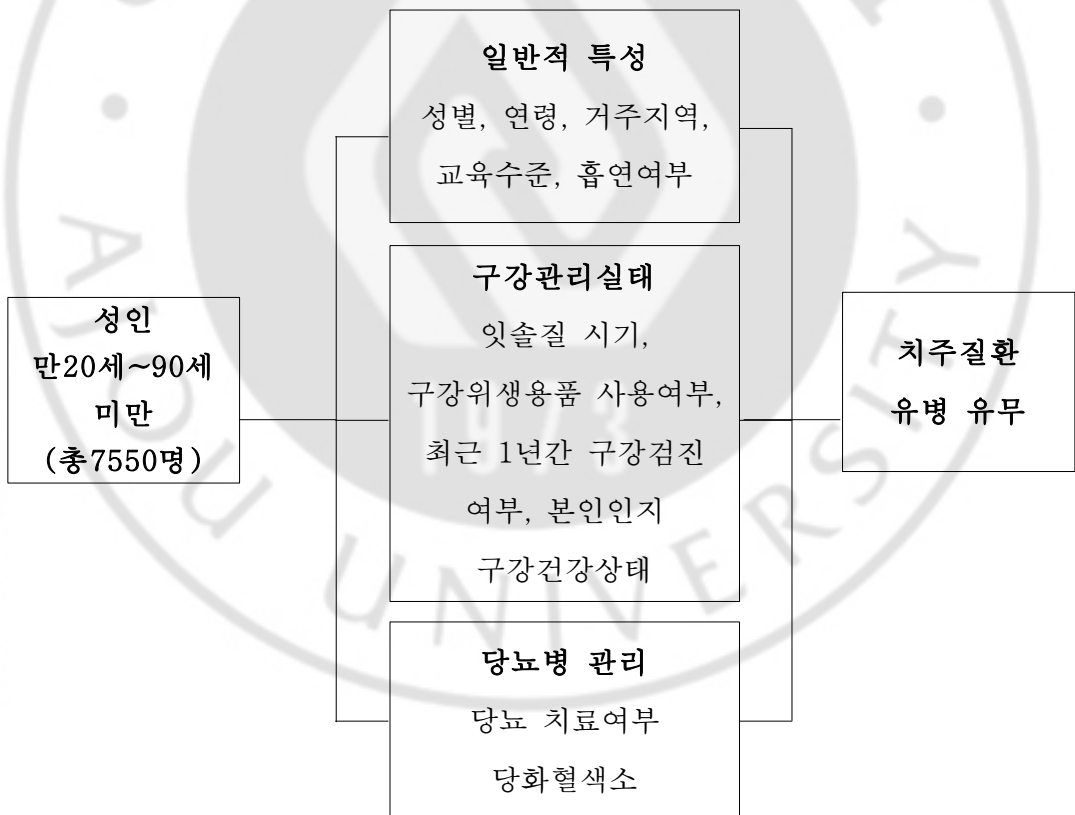 일반적 특성
성별, 연령, 거주지역,
교육수준, 흡연여부
성인
만20세~90세
미만
(총7550명)
구강관리실태
잇솔질 시기,
구강위생용품 사용여부,
최근 1년간 구강검진
여부, 본인인지
구강건강상태
당뇨병 관리
당뇨 치료여부
당화혈색소
치주질환
유병 유무
AJOU UNIVERSITY
1973